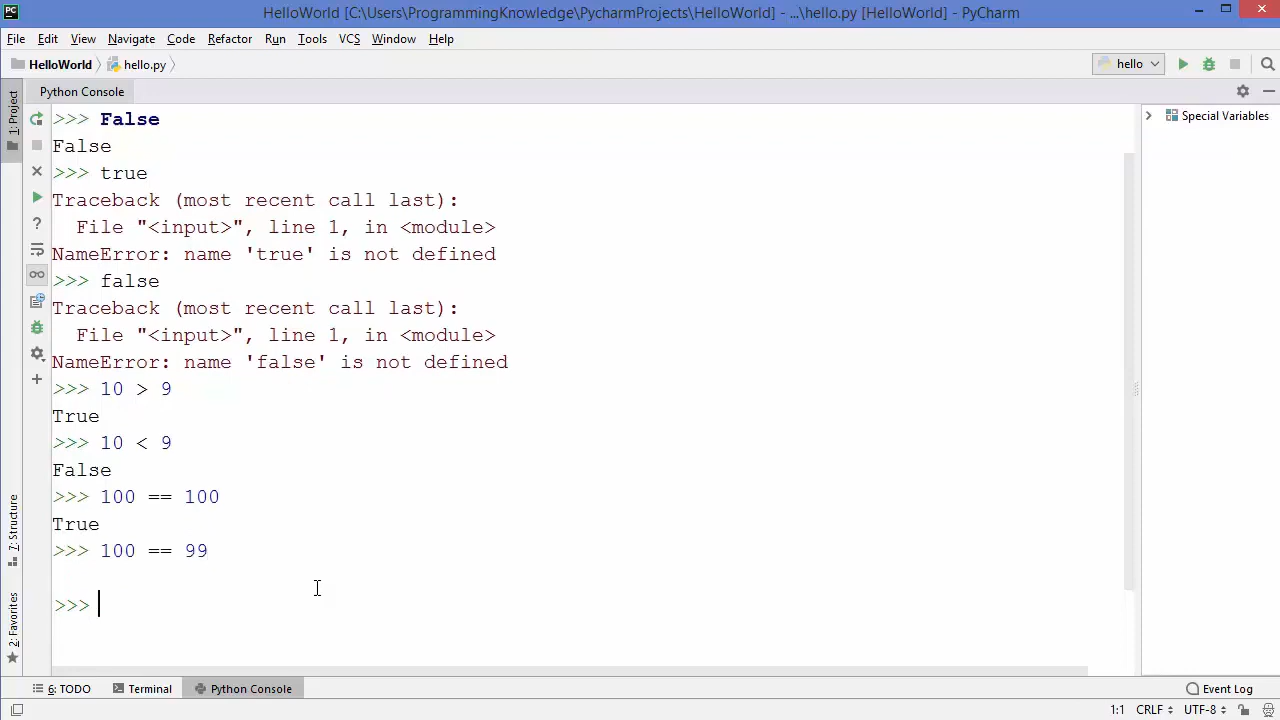 PC
HelloWorld [C:\Users\ProgrammingKnowledge\PycharmProjects\HelloWorld] - ...\hello.py [HelloWorld] - PyCharm
File Edit View Navigate Code Refactor Run Tools VCS Window Help
HelloWorld hello.py hello
Python Console
1: Project
7: Structure
2: Favorites
>>> False
False
>>> true
Traceback (most recent call last):
  File "<input>", line 1, in <module>
NameError: name 'true' is not defined
>>> false
Traceback (most recent call last):
  File "<input>", line 1, in <module>
NameError: name 'false' is not defined
>>> 10 > 9
True
>>> 10 < 9
False
>>> 100 == 100
True
>>> 100 == 99
>>>
Special Variables
6: TODO Terminal Python Console Event Log
1:1 CRLF UTF-8